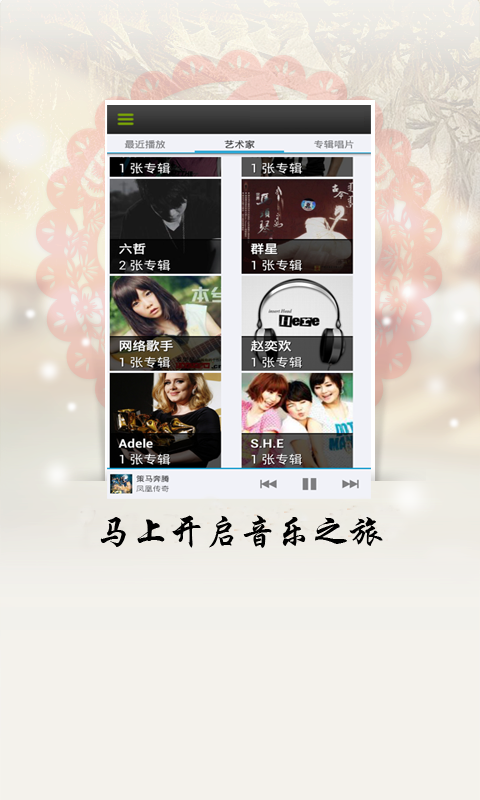 最近播放 艺术家 专辑唱片
1 张专辑 1 张专辑
六哲 群星
2 张专辑 1 张专辑
网络歌手 赵奕欢
1 张专辑 1 张专辑
Adele S.H.E
1 张专辑 1 张专辑
策马奔腾
凤凰传奇
马上开启音乐之旅